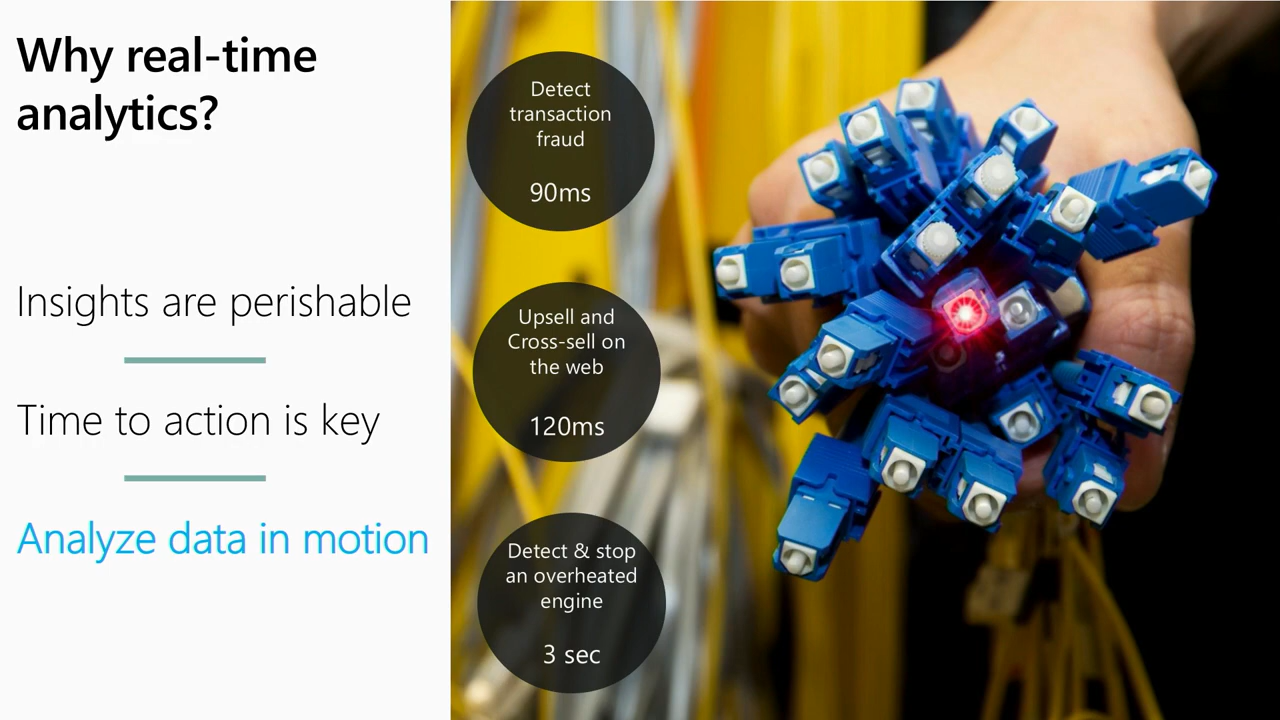 Why real-time
analytics?
Insights are perishable
Time to action is key
Analyze data in motion
Detect
transaction
fraud
90ms
Upsell and
Cross-sell on
the web
120ms
Detect & stop
an overheated
engine
3 sec